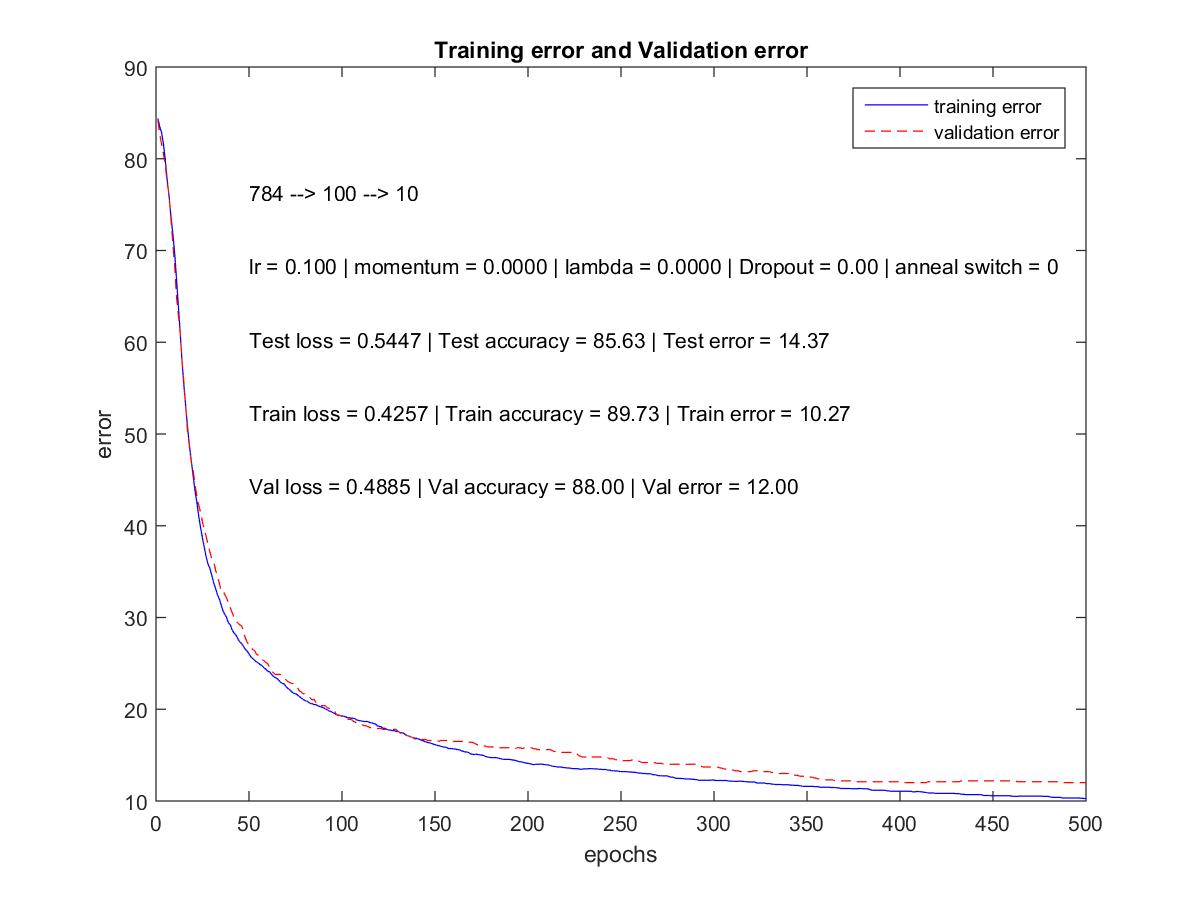 Training error and Validation error
90
80
70
60
50
40
30
20
10
error
training error
validation error
784 --> 100 --> 10
lr = 0.100 | momentum = 0.0000 | lambda = 0.0000 | Dropout = 0.00 | anneal switch = 0
Test loss = 0.5447 | Test accuracy = 85.63 | Test error = 14.37
Train loss = 0.4257 | Train accuracy = 89.73 | Train error = 10.27
Val loss = 0.4885 | Val accuracy = 88.00 | Val error = 12.00
0 50 100 150 200 250 300 350 400 450 500
epochs